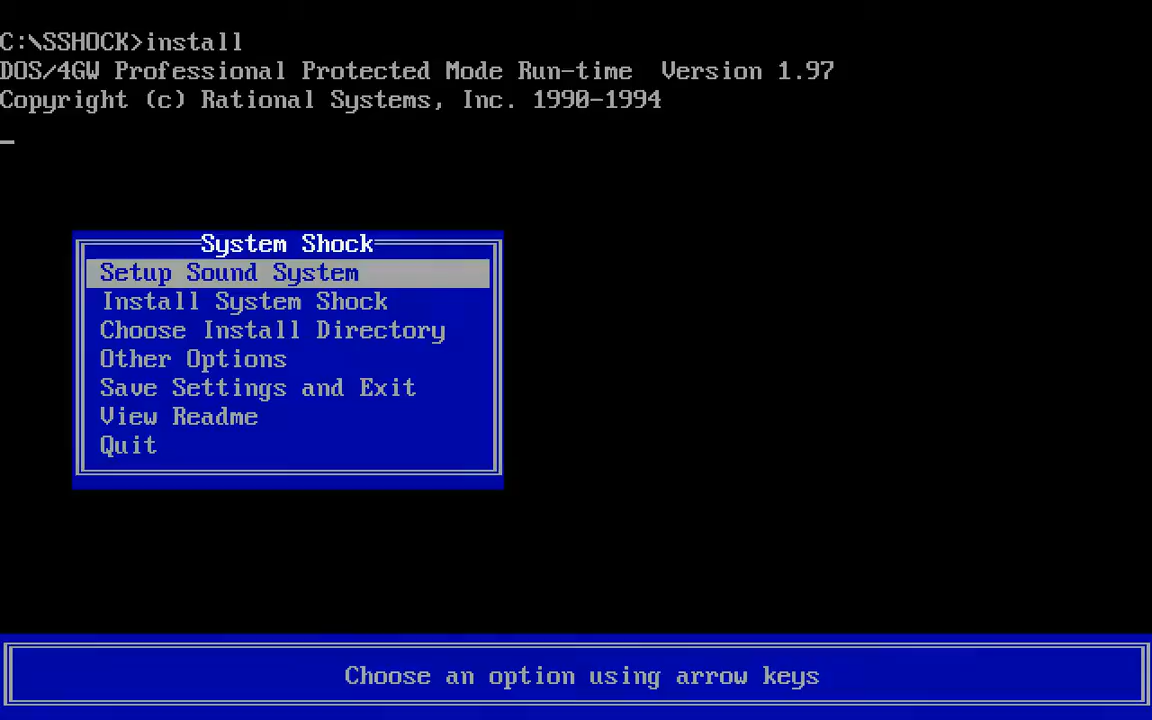 C:\SSHOCK>install
DOS/4GW Professional Protected Mode Run-time  Version 1.97
Copyright (c) Rational Systems, Inc. 1990-1994
System Shock
Setup Sound System
Install System Shock
Choose Install Directory
Other Options
Save Settings and Exit
View Readme
Quit
Choose an option using arrow keys